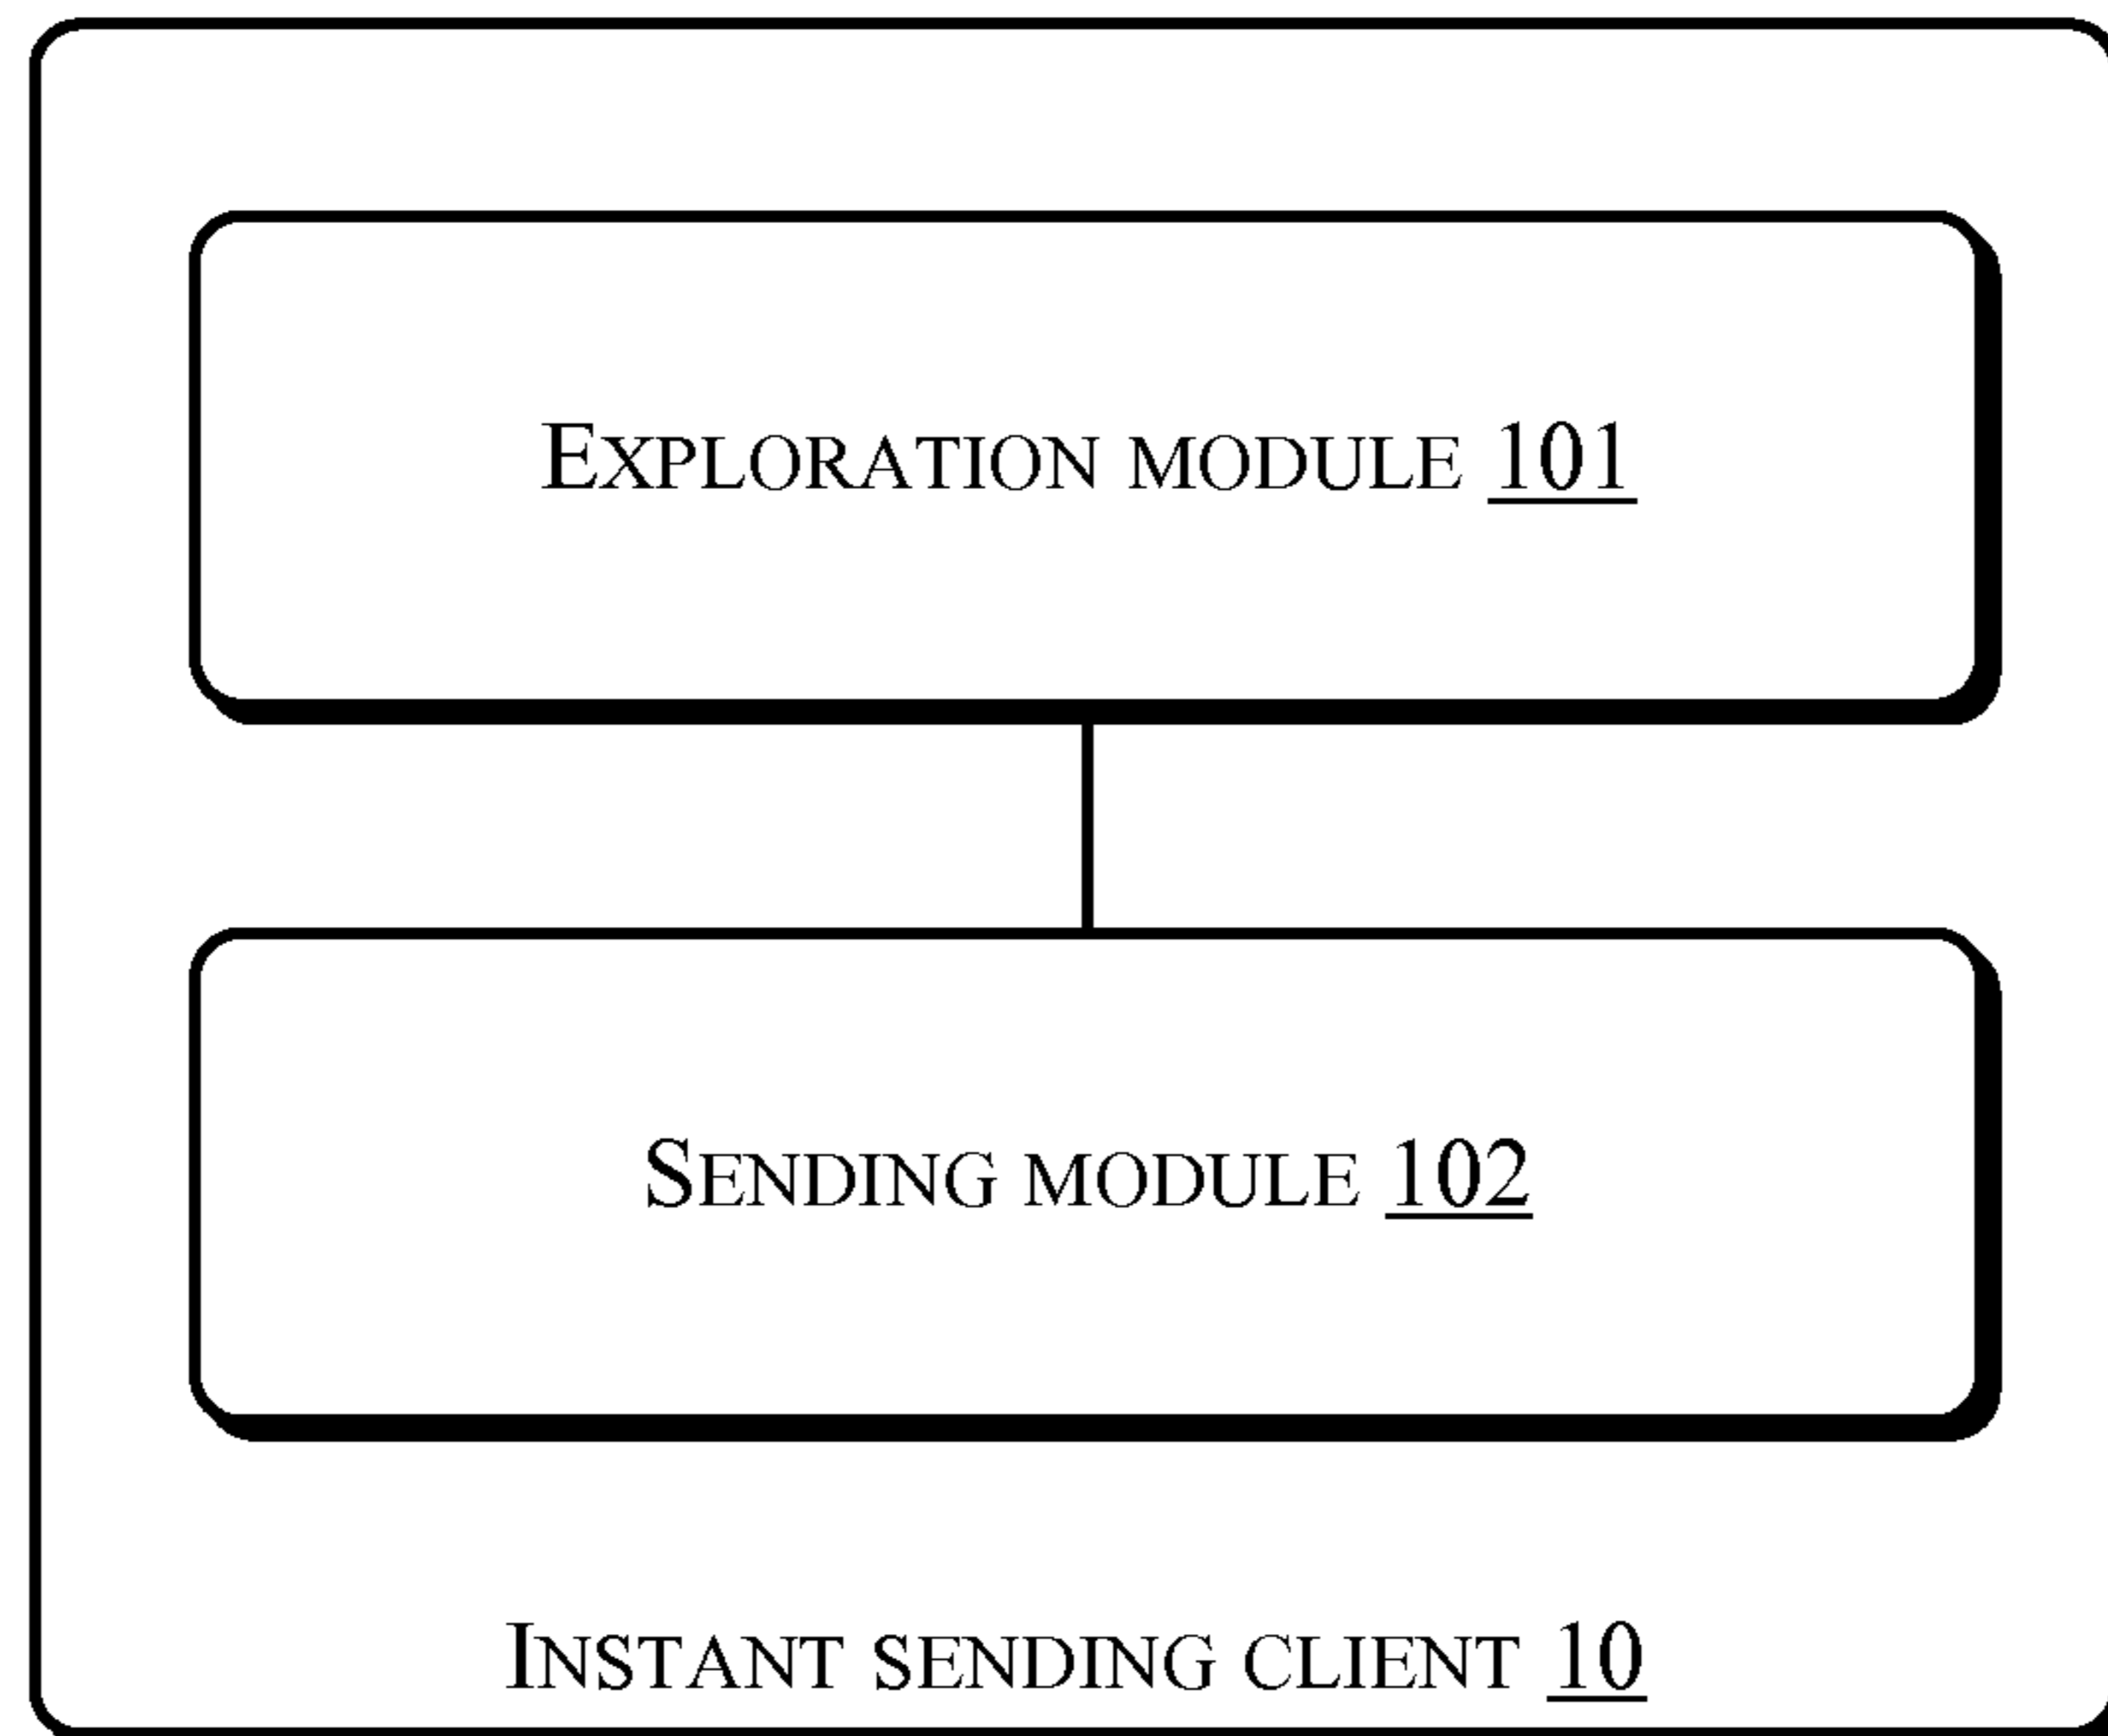 EXPLORATION MODULE 101
SENDING MODULE 102
INSTANT SENDING CLIENT 10